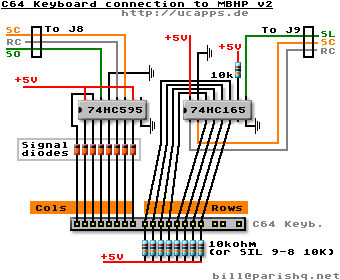 C64 Keyboard connection to MBHP v2
http://ucapps.de
SC To J8
RC
SO
To J9 SL
SC
RC
+5V
+5V
10k
+5V
74HC595
74HC165
Signal
diodes
Cols
Rows
C64 Keyb.
10kohm
(or SIL 9-8 10K)
+5V
bill@parishq.net